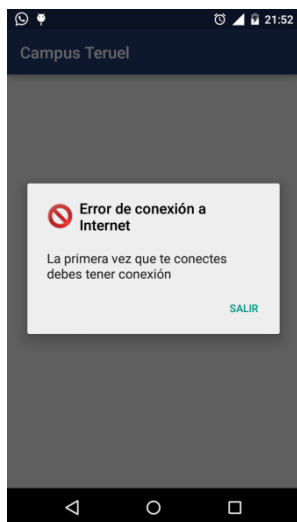 21:52
Campus Teruel
Error de conexión a
Internet
La primera vez que te conectes
debes tener conexión
SALIR